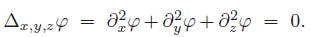 Δ_{x,y,z}φ = ∂_x^2φ + ∂_y^2φ + ∂_z^2φ = 0.